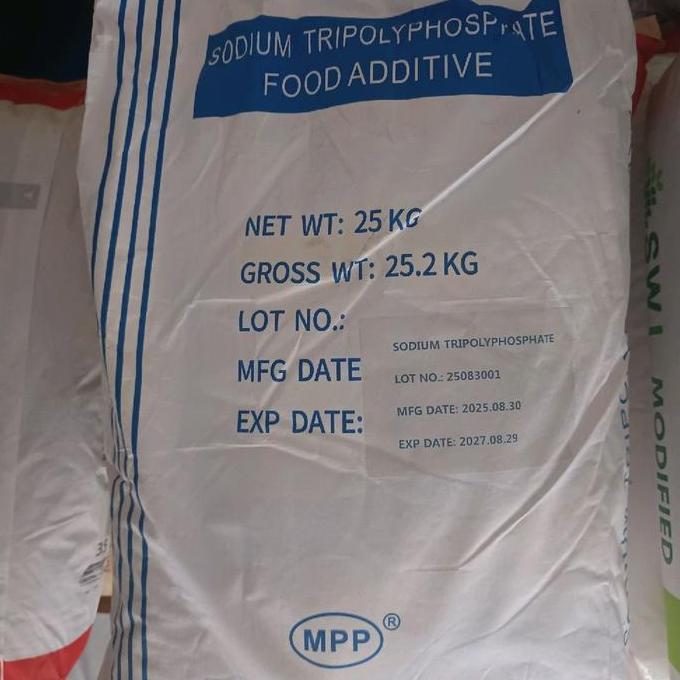 SODIUM TRIPOLYPHOSPHATE
FOOD ADDITIVE
NET WT: 25 KG
GROSS WT: 25.2 KG
LOT NO.:
MFG DATE
EXP DATE:
SODIUM TRIPOLYPHOSPHATE
LOT NO.: 25083001
MFG DATE: 2025.08.30
EXP DATE: 2027.08.29
MPP®
MODIFIED